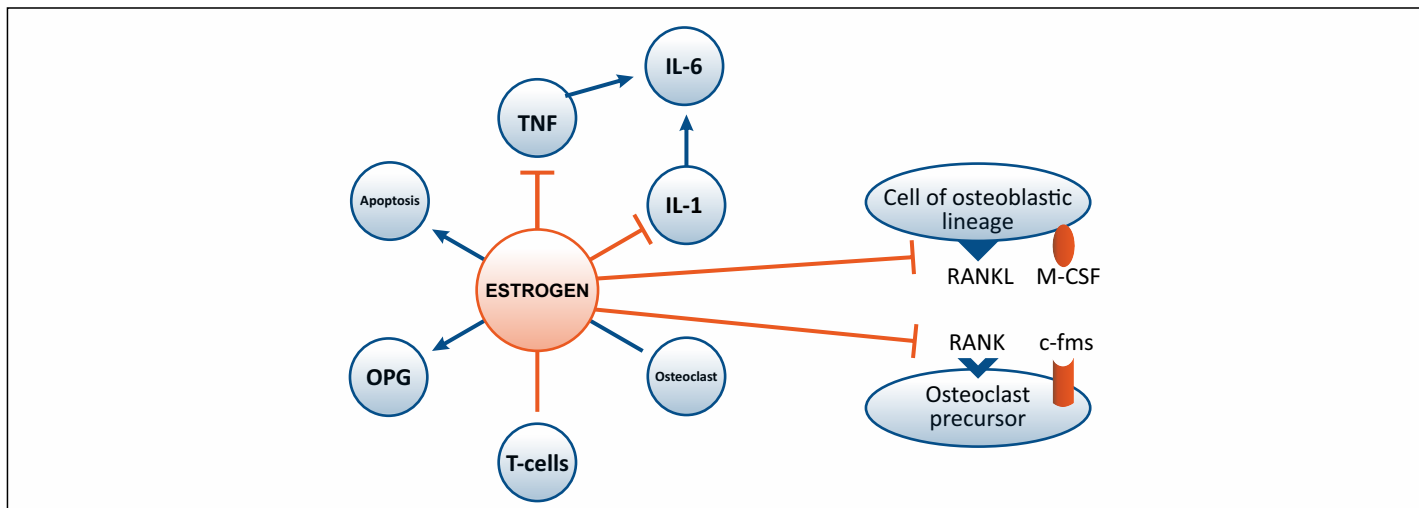 IL-6
TNF
Apoptosis
IL-1
Cell of osteoblastic
lineage
RANKL M-CSF
ESTROGEN
RANK c-fms
OPG
Osteoclast
Osteoclast
precursor
T-cells